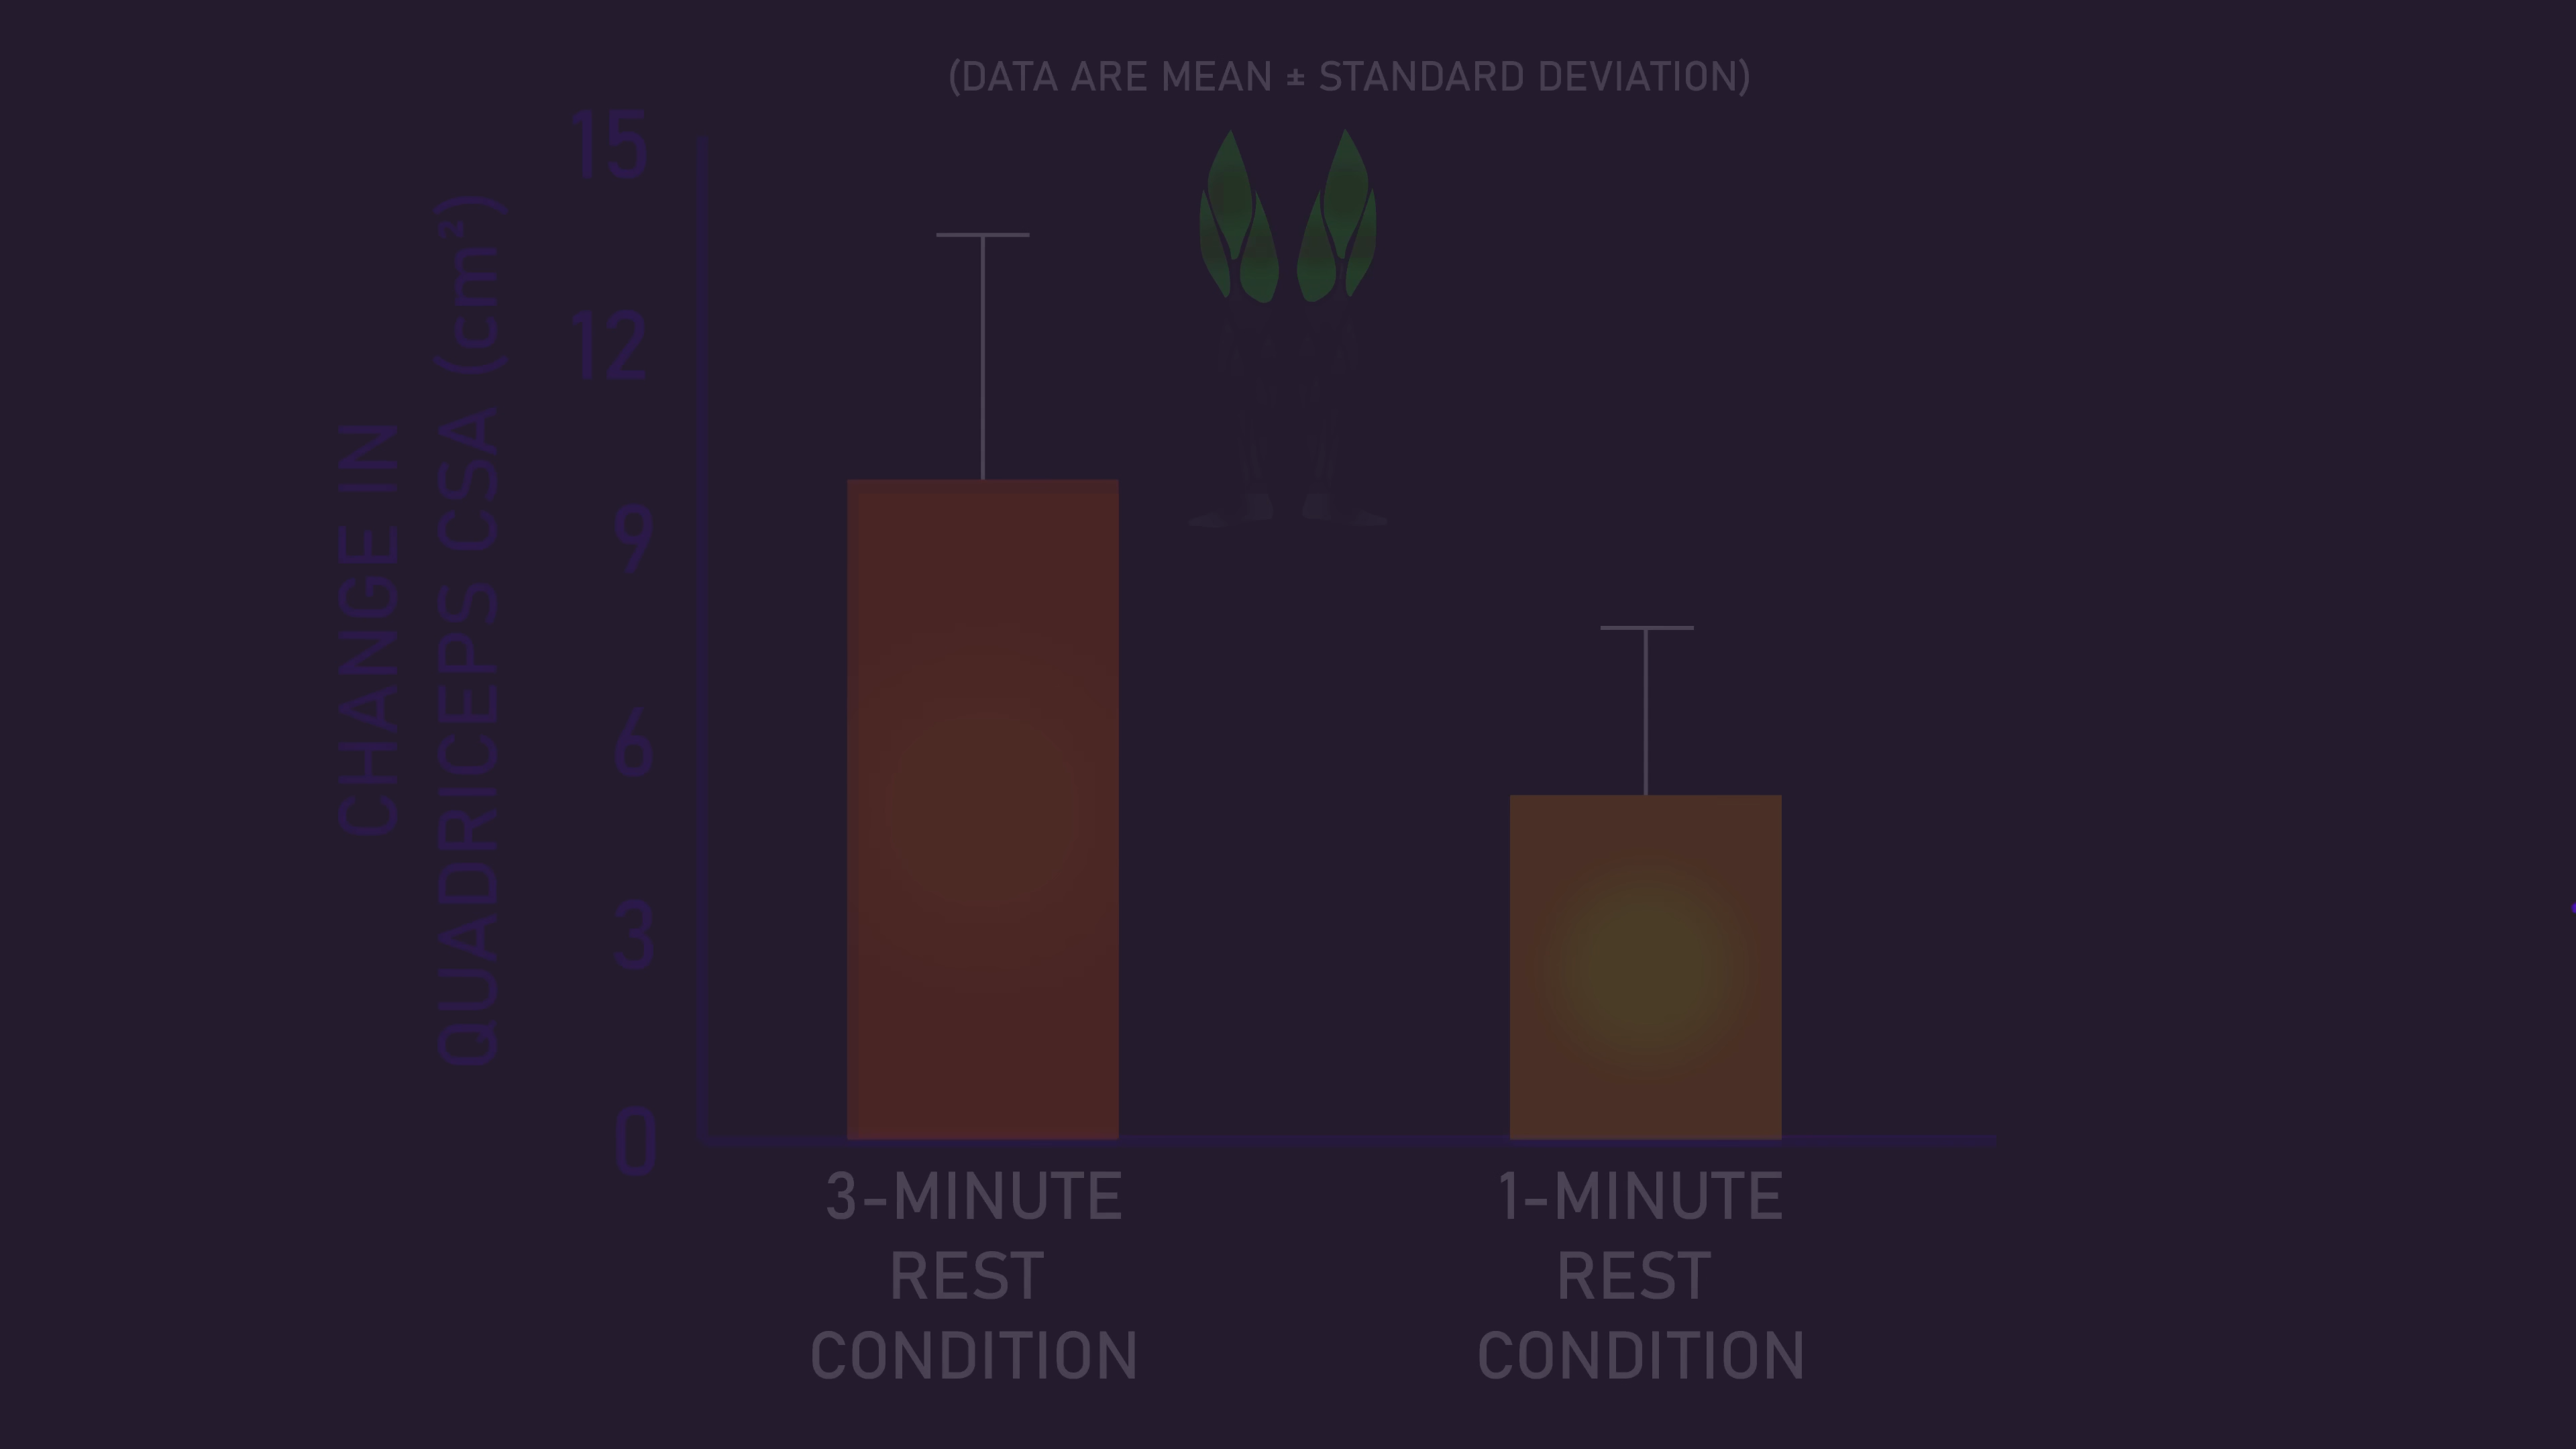 (DATA ARE MEAN ± STANDARD DEVIATION)
CHANGE IN
QUADRICEPS CSA (cm²)
15
12
9
6
3
0
3-MINUTE
REST
CONDITION
1-MINUTE
REST
CONDITION